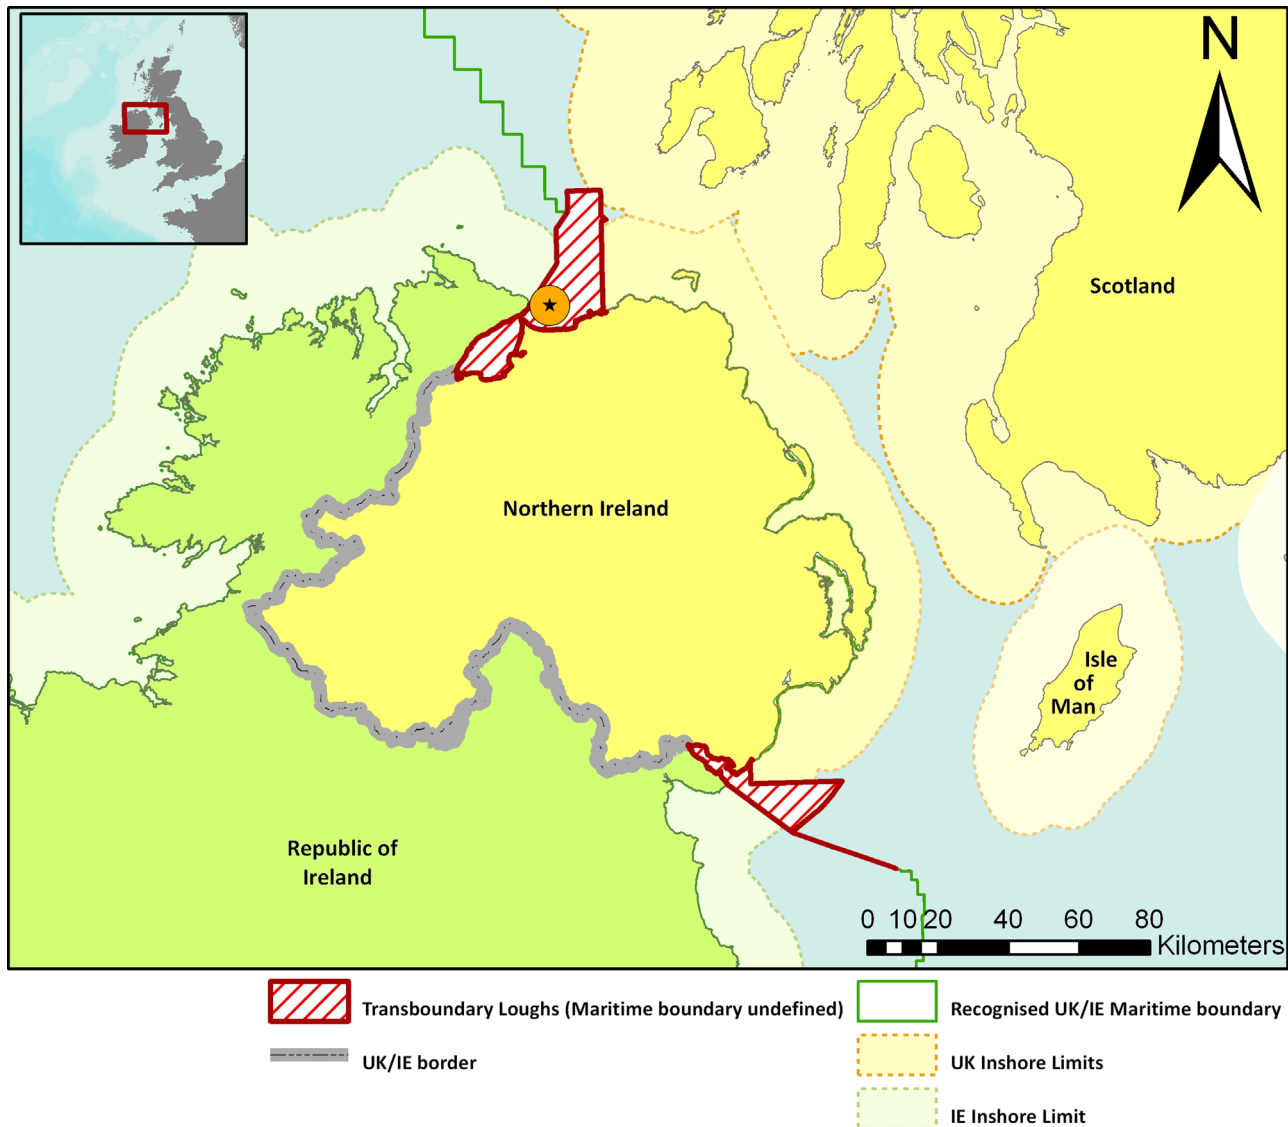 N
Scotland
Northern Ireland
Isle
of
Man
Republic of
Ireland
0 10 20 40 60 80
Kilometers
Transboundary Loughs (Maritime boundary undefined)
Recognised UK/IE Maritime boundary
UK/IE border
UK Inshore Limits
IE Inshore Limit